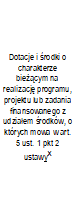 Dotacje i środki o
charakterze
bieżącym na
realizację programu,
projektu lub zadania
finansowanego z
udziałem środków, o
których mowa w art.
5 ust. 1 pkt 2
ustawy x